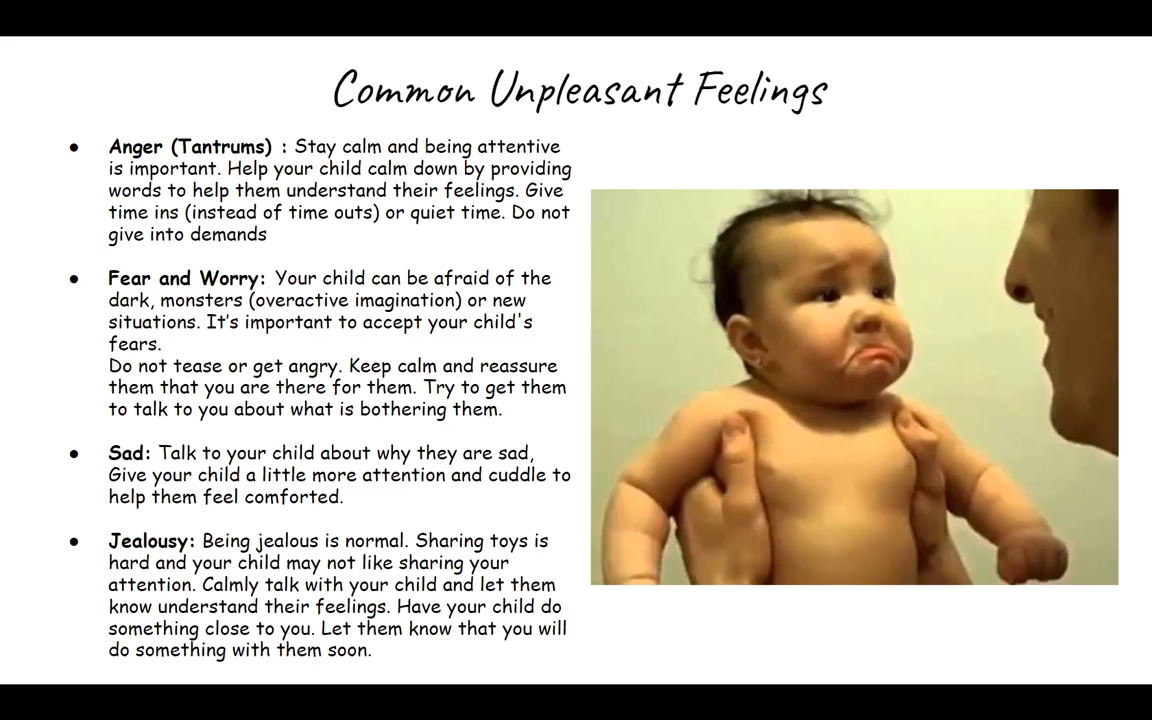 Common Unpleasant Feelings
● Anger (Tantrums) : Stay calm and being attentive
is important. Help your child calm down by providing
words to help them understand their feelings. Give
time ins (instead of time outs) or quiet time. Do not
give into demands
● Fear and Worry: Your child can be afraid of the
dark, monsters (overactive imagination) or new
situations. It's important to accept your child's
fears.
Do not tease or get angry. Keep calm and reassure
them that you are there for them. Try to get them
to talk to you about what is bothering them.
● Sad: Talk to your child about why they are sad,
Give your child a little more attention and cuddle to
help them feel comforted.
● Jealousy: Being jealous is normal. Sharing toys is
hard and your child may not like sharing your
attention. Calmly talk with your child and let them
know understand their feelings. Have your child do
something close to you. Let them know that you will
do something with them soon.